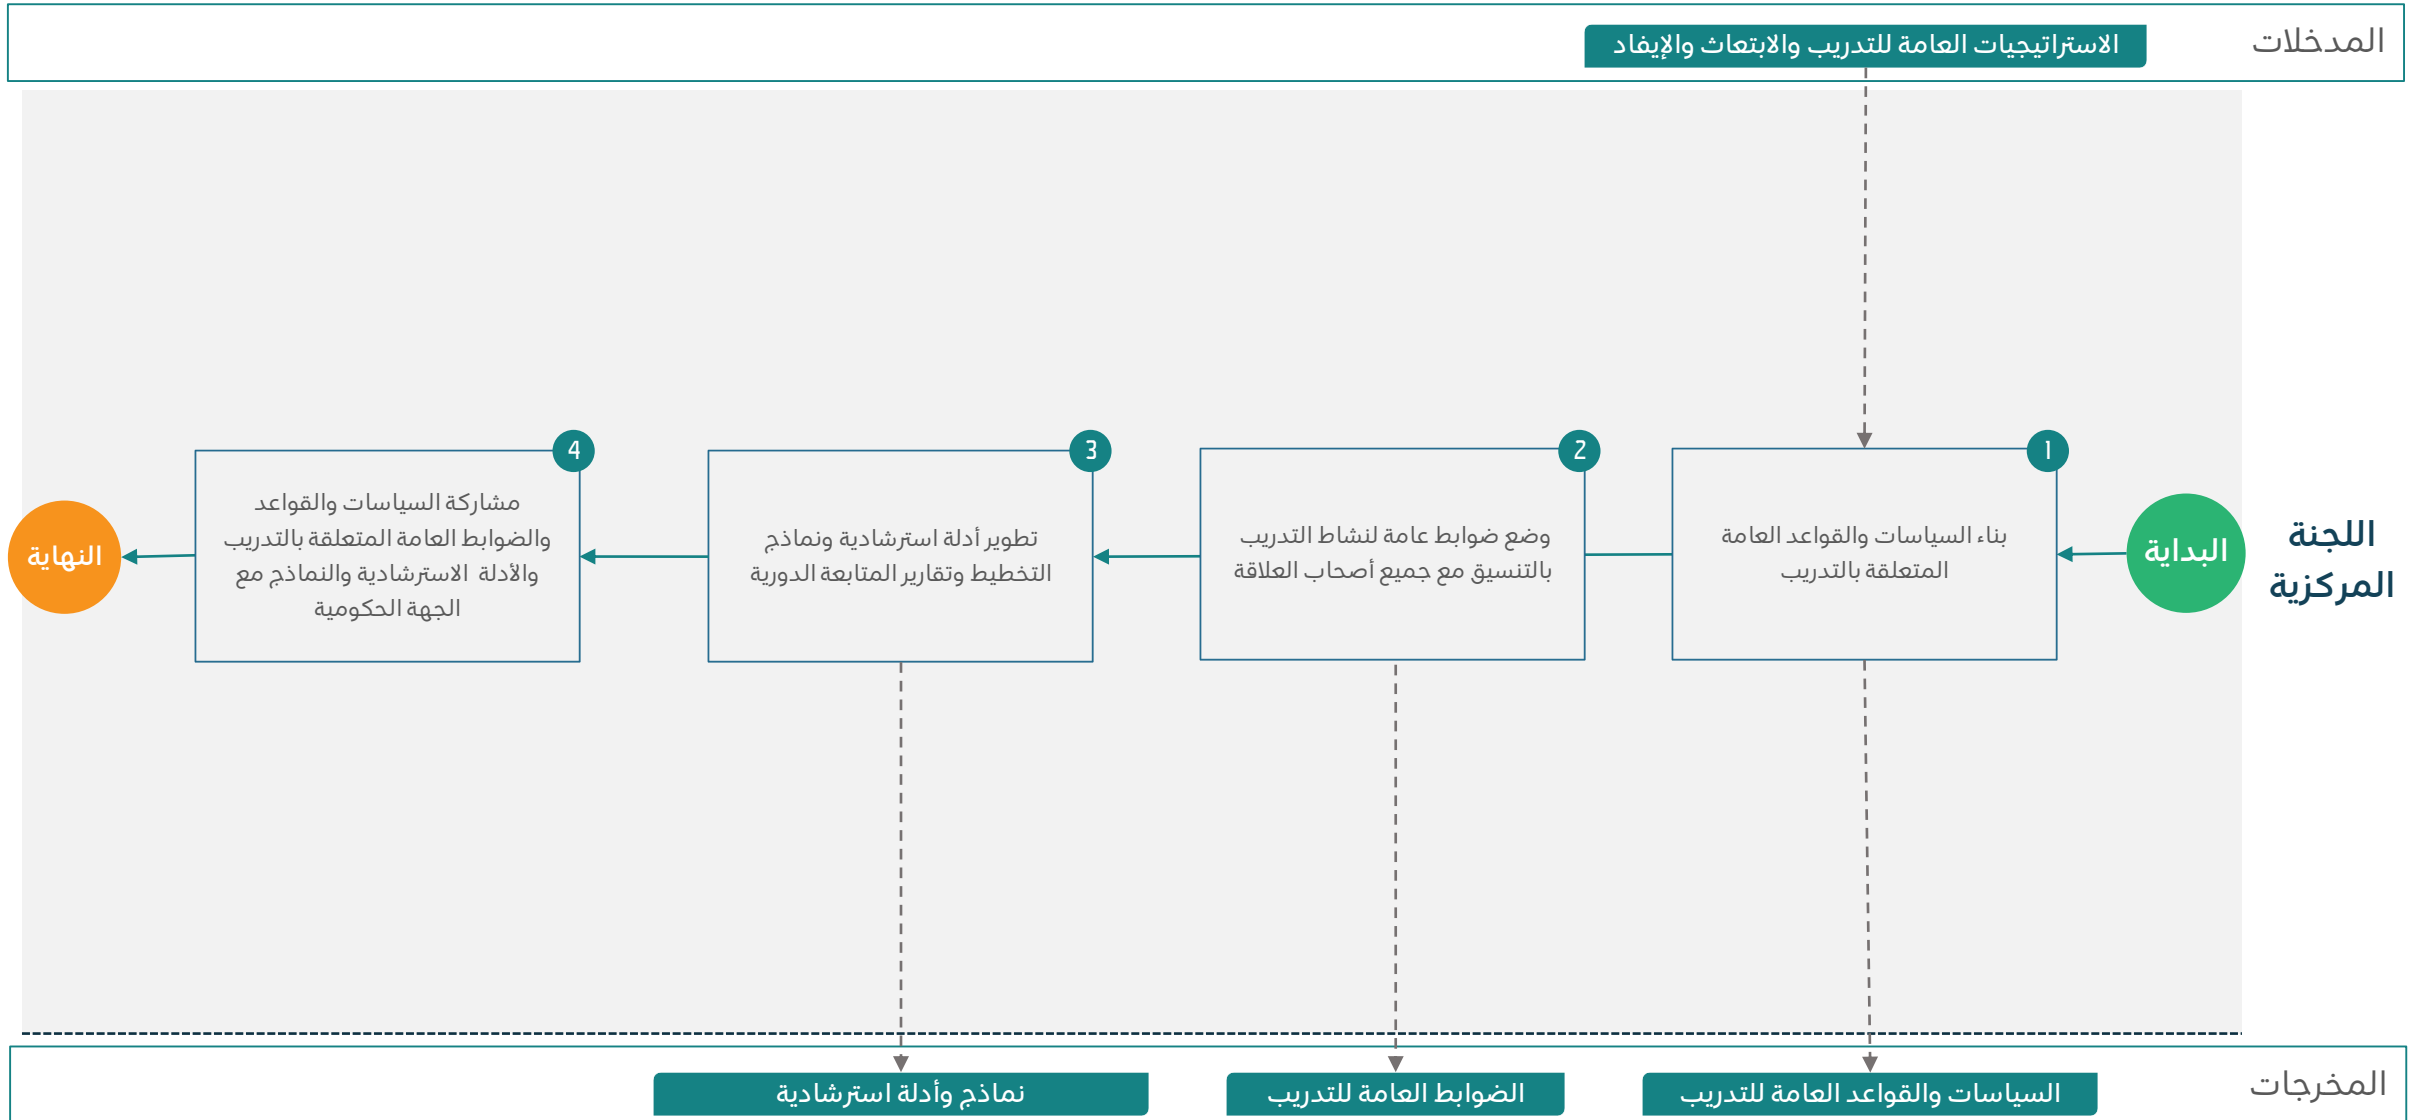 المدخلات
الاستراتيجيات العامة للتدريب والابتعاث والإيفاد
اللجنة
المركزية
البداية
1
بناء السياسات والقواعد العامة
المتعلقة بالتدريب
2
وضع ضوابط عامة لنشاط التدريب
بالتنسيق مع جميع أصحاب العلاقة
3
تطوير أدلة استرشادية ونماذج
التخطيط وتقارير المتابعة الدورية
4
مشاركة السياسات والقواعد
والضوابط العامة المتعلقة بالتدريب
والأدلة الاسترشادية والنماذج مع
الجهة الحكومية
النهاية
المخرجات
السياسات والقواعد العامة للتدريب
الضوابط العامة للتدريب
نماذج وأدلة استرشادية